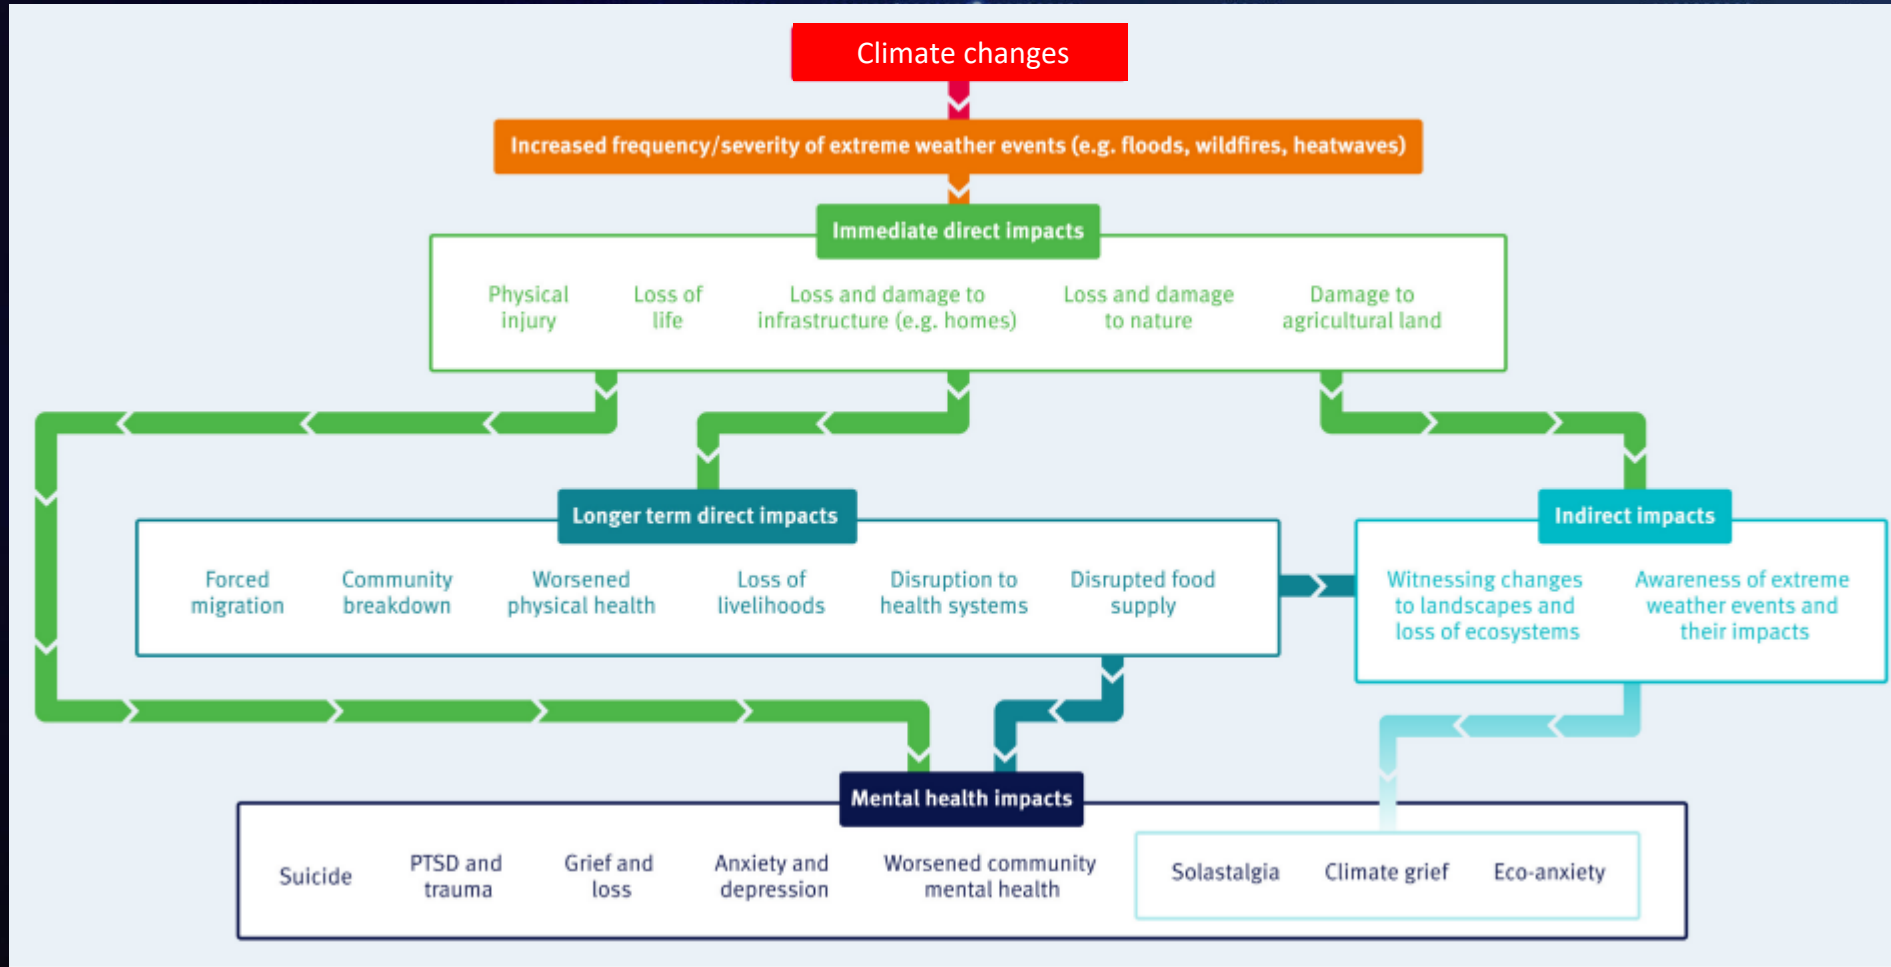 Climate changes
Increased frequency/severity of extreme weather events (e.g. floods, wildfires, heatwaves)
Immediate direct impacts
Physical
injury
Loss of
life
Loss and damage to
infrastructure (e.g. homes)
Loss and damage
to nature
Damage to
agricultural land
Longer term direct impacts
Forced
migration
Community
breakdown
Worsened
physical health
Loss of
livelihoods
Disruption to
health systems
Disrupted food
supply
Indirect impacts
Witnessing changes
to landscapes and
loss of ecosystems
Awareness of extreme
weather events and
their impacts
Mental health impacts
Suicide
PTSD and
trauma
Grief and
loss
Anxiety and
depression
Worsened community
mental health
Solastalgia
Climate grief
Eco-anxiety